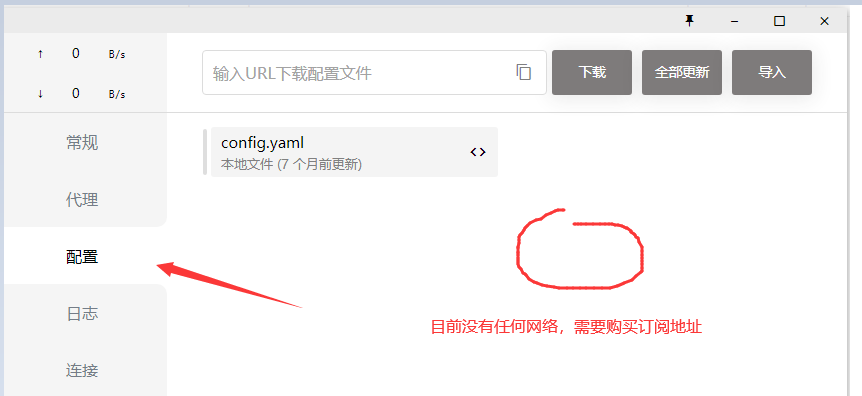 ↑ 0 B/s
↓ 0 B/s
输入URL下载配置文件
下载
全部更新
导入
常规
代理
配置
日志
连接
config.yaml
本地文件 (7 个月前更新)
目前没有任何网络，需要购买订阅地址